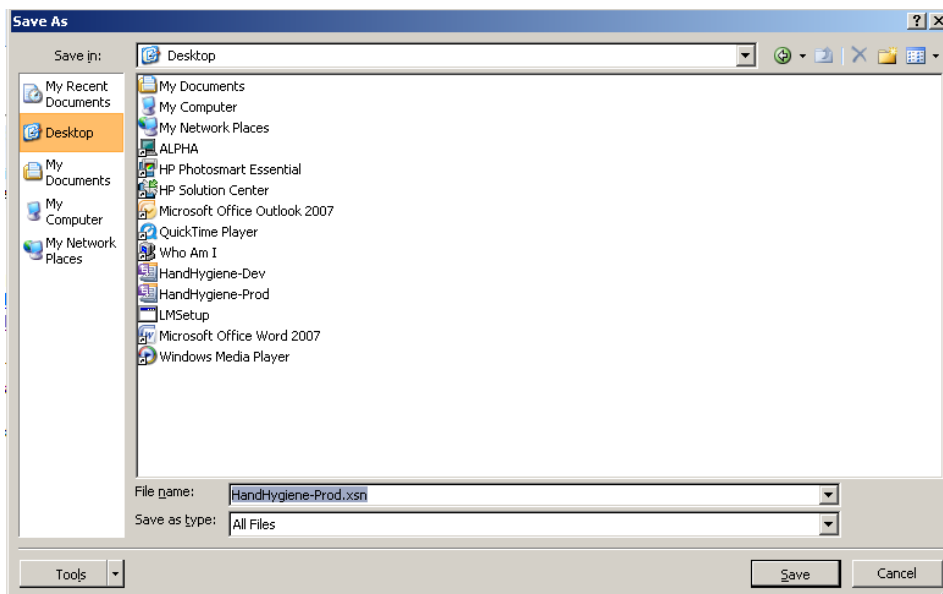 Save As
Save in:
Desktop
My Recent
Documents
Desktop
My
Documents
My
Computer
My Network
Places
My Documents
My Computer
My Network Places
ALPHA
HP Photosmart Essential
HP Solution Center
Microsoft Office Outlook 2007
QuickTime Player
Who Am I
HandHygiene-Dev
HandHygiene-Prod
LMSetup
Microsoft Office Word 2007
Windows Media Player
File name:
HandHygiene-Prod.xsn
Save as type:
All Files
Tools
Save
Cancel